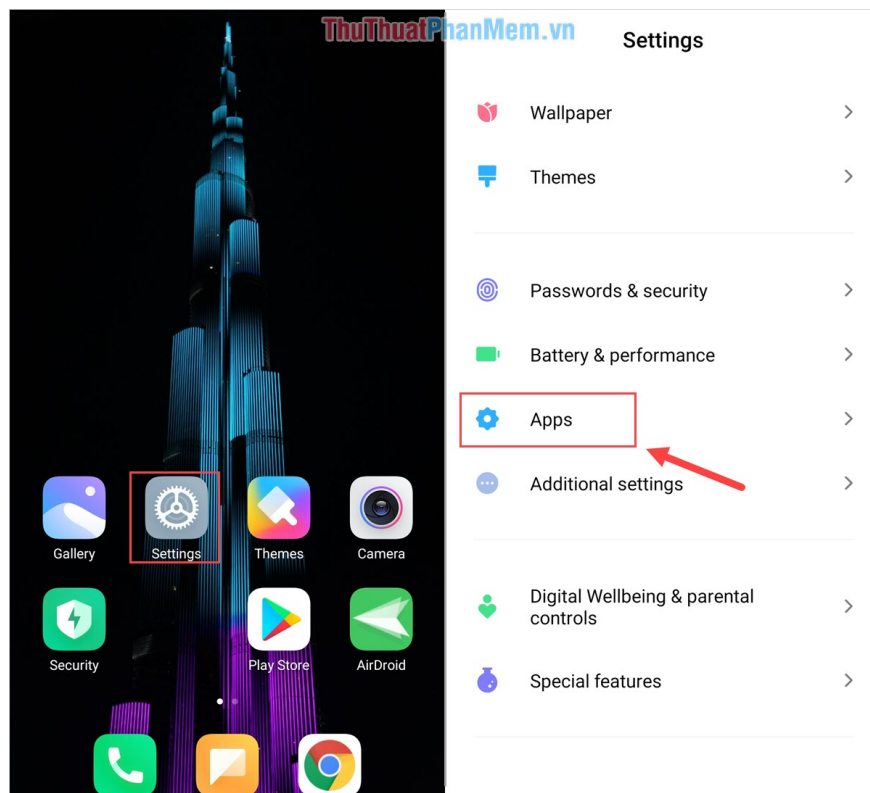 ThuThuatPhanMem.vn
Gallery
Settings
Themes
Camera
Security
Play Store
AirDroid
Settings
Wallpaper
Themes
Passwords & security
Battery & performance
Apps
Additional settings
Digital Wellbeing & parental
controls
Special features